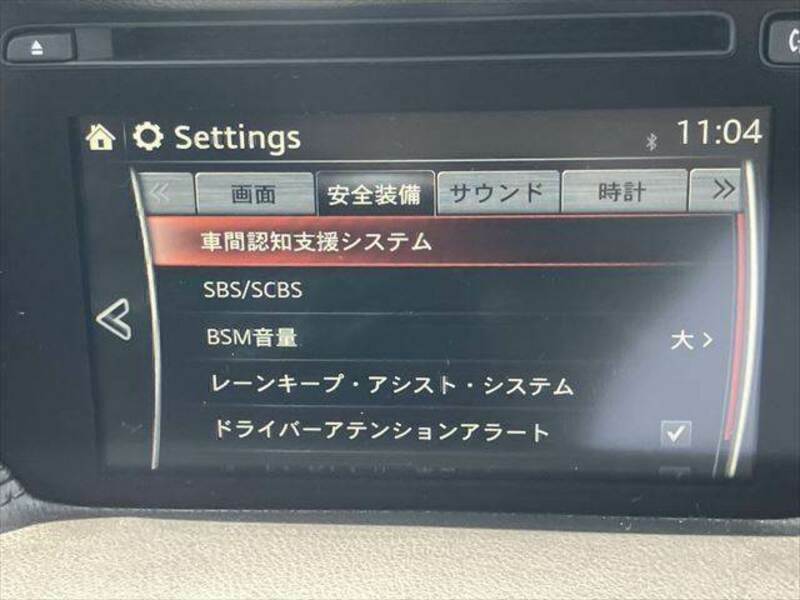 Settings 11:04
画面 安全装備 サウンド 時計
車間認知支援システム
SBS/SCBS
BSM音量 大
レーンキープ・アシスト・システム
ドライバーアテンションアラート